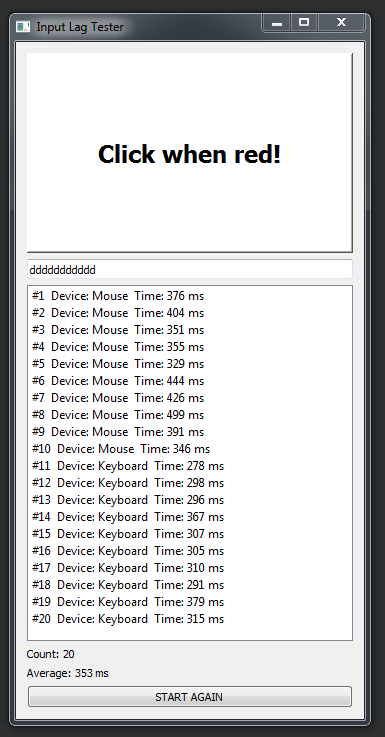 Input Lag Tester
Click when red!
ddddddddddd
#1  Device: Mouse  Time: 376 ms
#2  Device: Mouse  Time: 404 ms
#3  Device: Mouse  Time: 351 ms
#4  Device: Mouse  Time: 355 ms
#5  Device: Mouse  Time: 329 ms
#6  Device: Mouse  Time: 444 ms
#7  Device: Mouse  Time: 426 ms
#8  Device: Mouse  Time: 499 ms
#9  Device: Mouse  Time: 391 ms
#10  Device: Mouse  Time: 346 ms
#11  Device: Keyboard  Time: 278 ms
#12  Device: Keyboard  Time: 298 ms
#13  Device: Keyboard  Time: 296 ms
#14  Device: Keyboard  Time: 367 ms
#15  Device: Keyboard  Time: 307 ms
#16  Device: Keyboard  Time: 305 ms
#17  Device: Keyboard  Time: 310 ms
#18  Device: Keyboard  Time: 291 ms
#19  Device: Keyboard  Time: 379 ms
#20  Device: Keyboard  Time: 315 ms
Count: 20
Average: 353 ms
START AGAIN